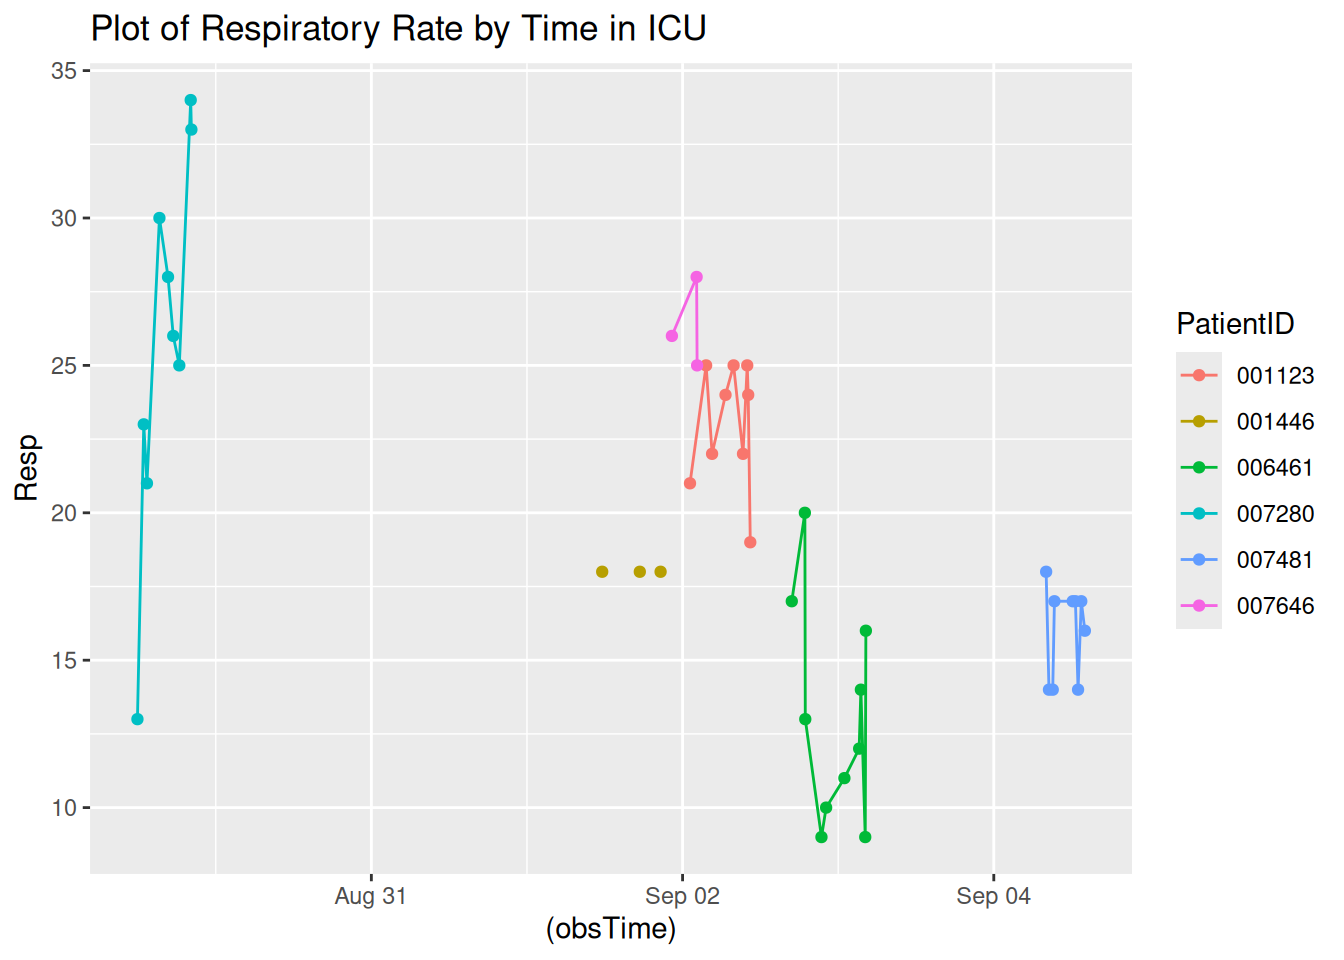 Plot of Respiratory Rate by Time in ICU
35
30
25
20
15
10
Resp
Aug 31
Sep 02
Sep 04
(obsTime)
PatientID
001123
001446
006461
007280
007481
007646